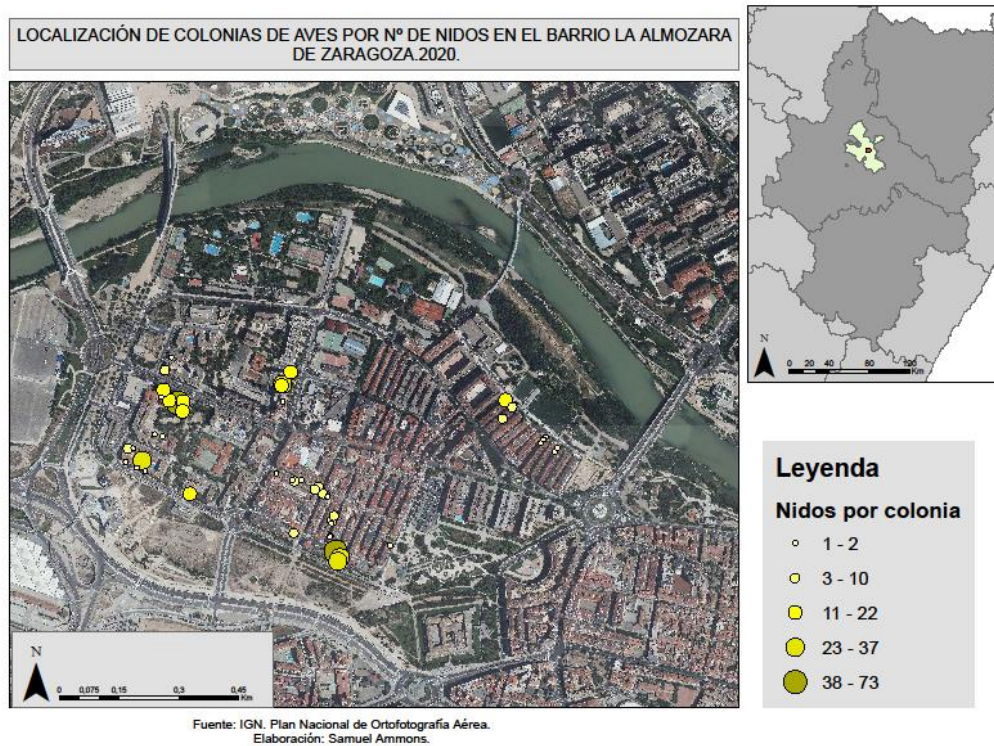 LOCALIZACIÓN DE COLONIAS DE AVES POR Nº DE NIDOS EN EL BARRIO LA ALMOZARA
DE ZARAGOZA.2020.
N
0 20 40 80 120
Km
Leyenda
Nidos por colonia
1 - 2
3 - 10
11 - 22
23 - 37
38 - 73
N
0 0,075 0,15 0,3 0,45
Km
Fuente: IGN. Plan Nacional de Ortofotografía Aérea.
Elaboración: Samuel Ammons.